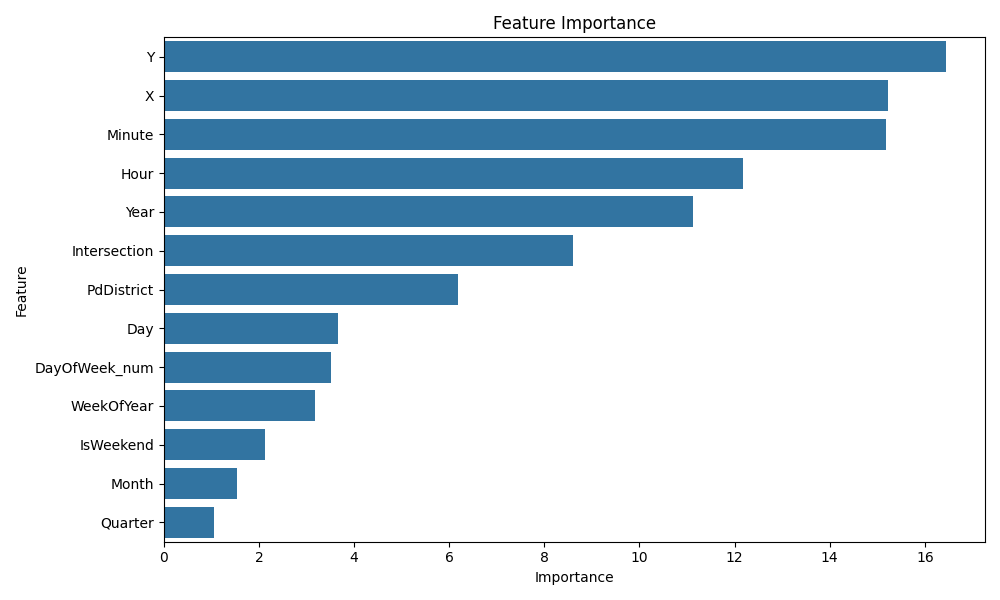 Feature Importance
Y
X
Minute
Hour
Year
Intersection
PdDistrict
Day
DayOfWeek_num
WeekOfYear
IsWeekend
Month
Quarter
Feature
0 2 4 6 8 10 12 14 16
Importance